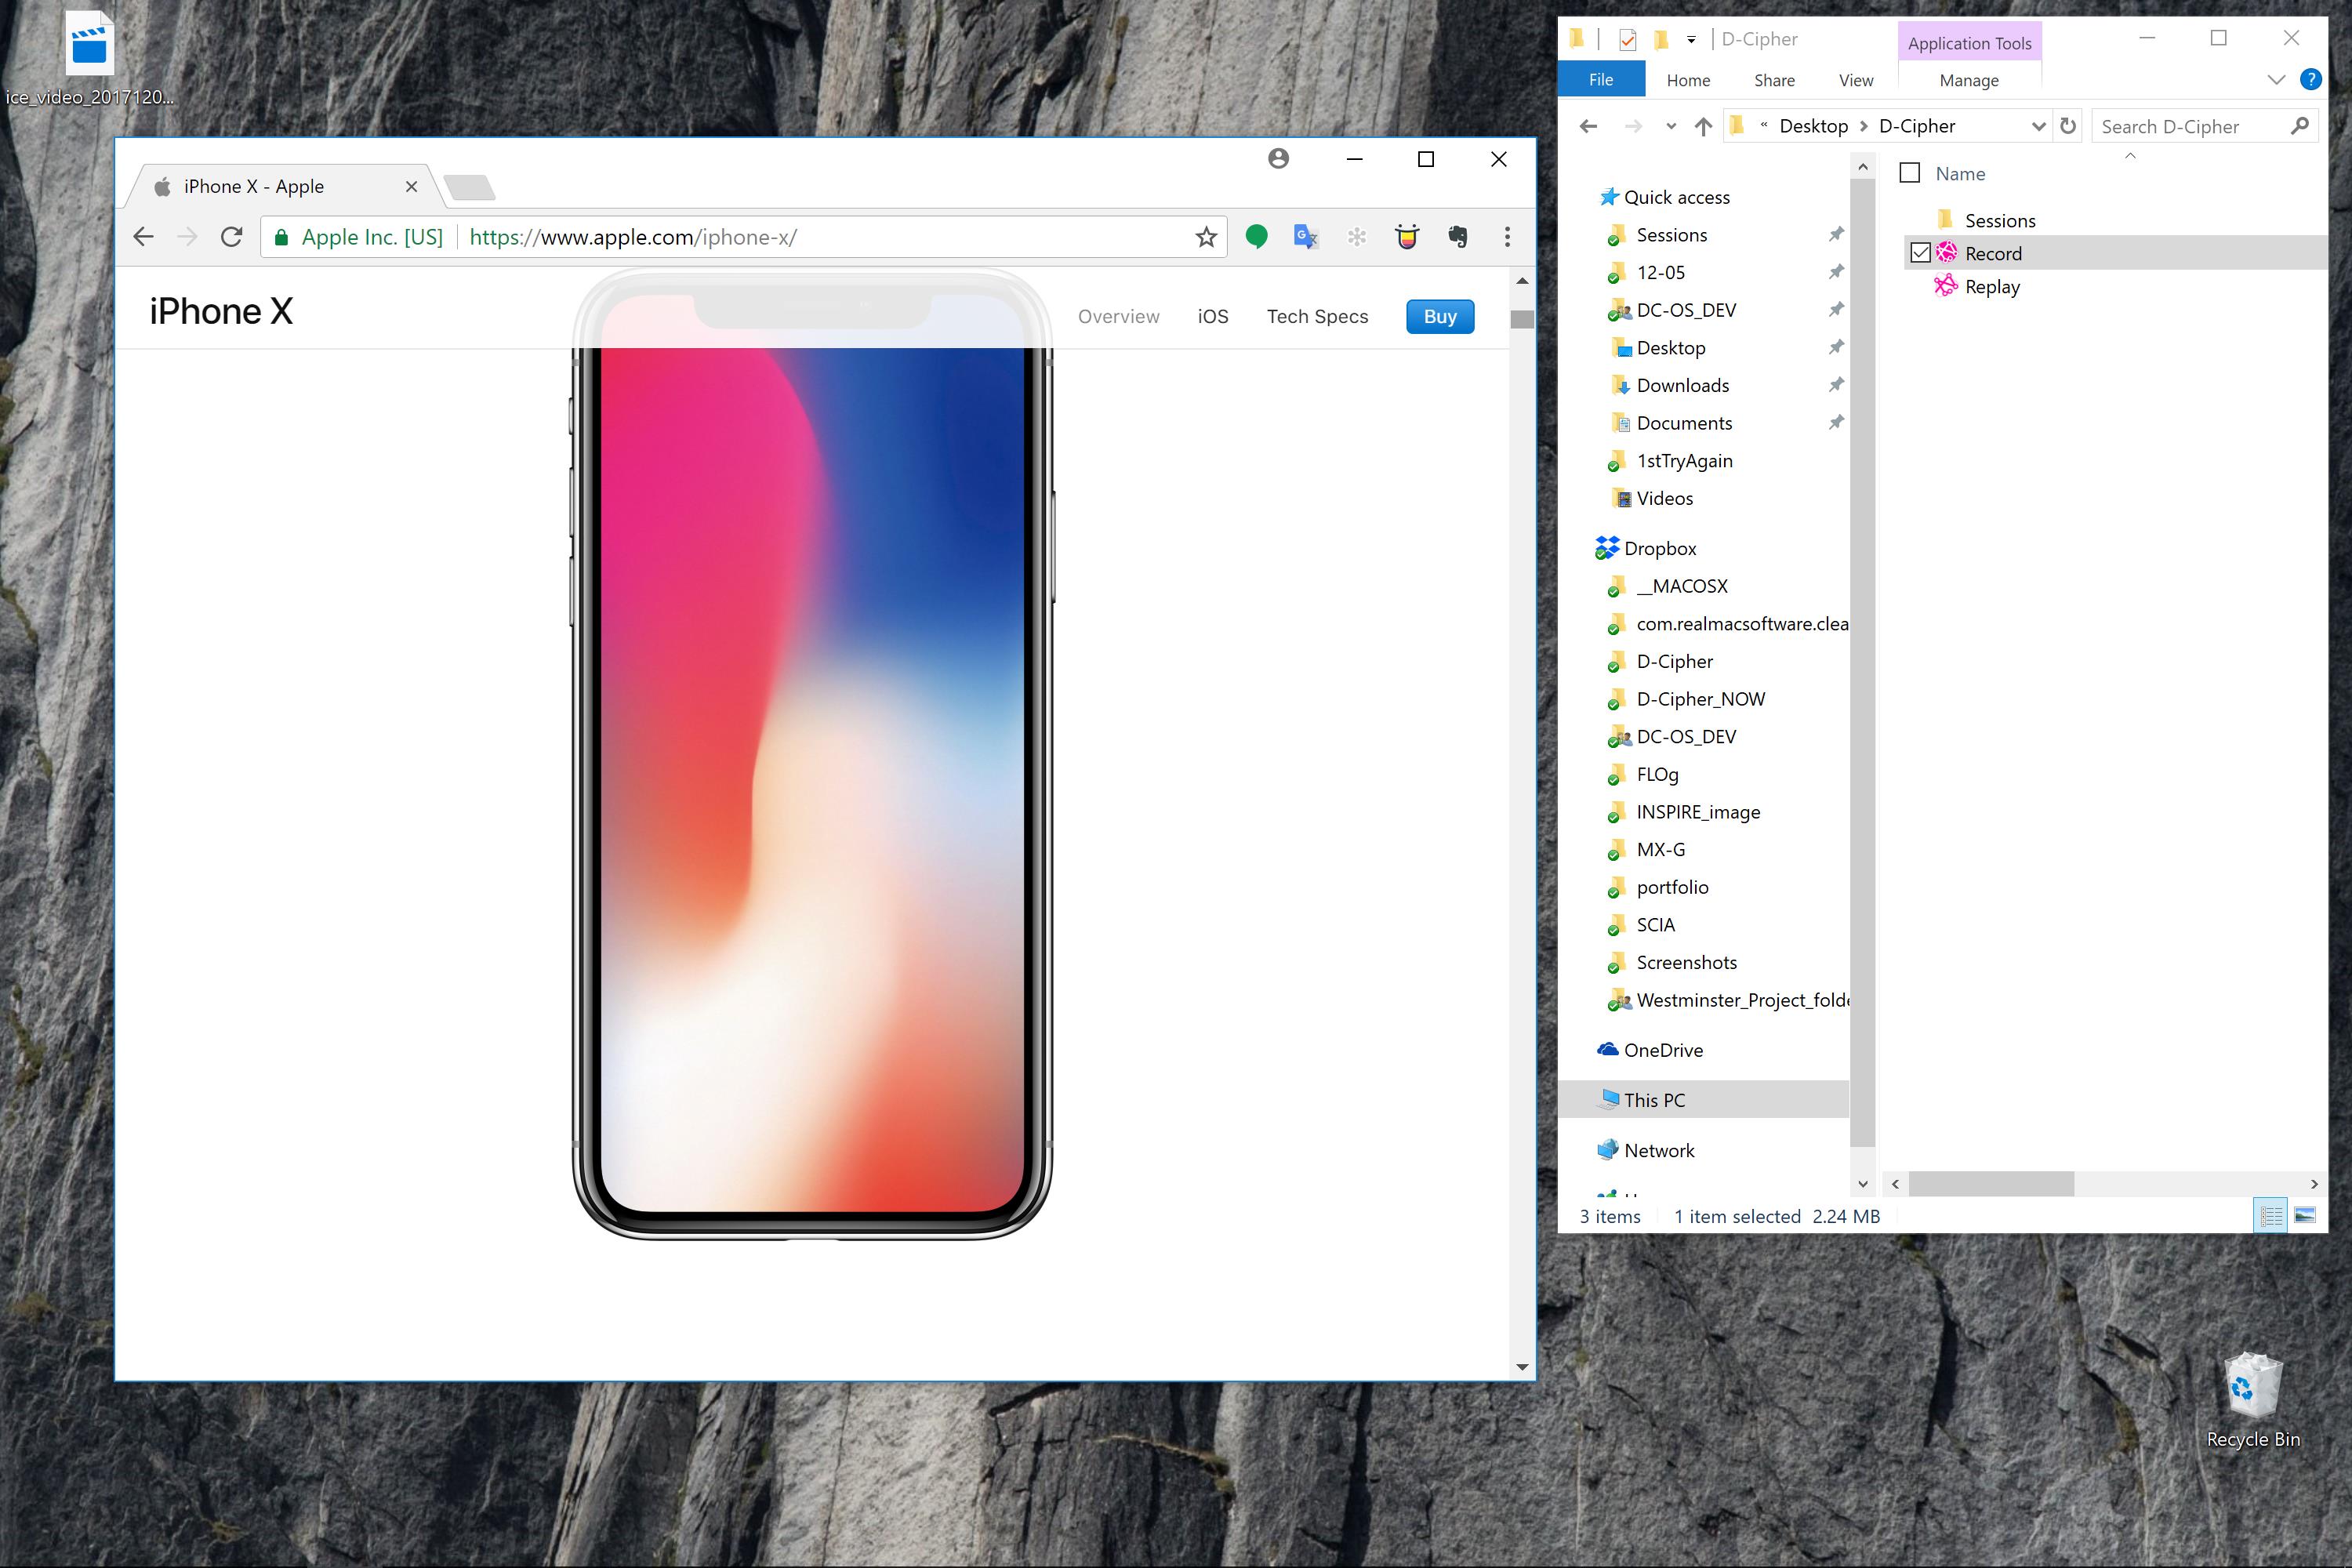 ice_video_2017120...
iPhone X - Apple
Apple Inc. [US]
https://www.apple.com/iphone-x/
iPhone X
Overview
iOS
Tech Specs
Buy
D-Cipher
Application Tools
File
Home
Share
View
Manage
« Desktop > D-Cipher
Search D-Cipher
Quick access
Sessions
12-05
DC-OS_DEV
Desktop
Downloads
Documents
1stTryAgain
Videos
Dropbox
__MACOSX
com.realmacsoftware.clea
D-Cipher
D-Cipher_NOW
DC-OS_DEV
FLOg
INSPIRE_image
MX-G
portfolio
SCIA
Screenshots
Westminster_Project_folde
OneDrive
This PC
Network
Name
Sessions
Record
Replay
3 items
1 item selected 2.24 MB
Recycle Bin